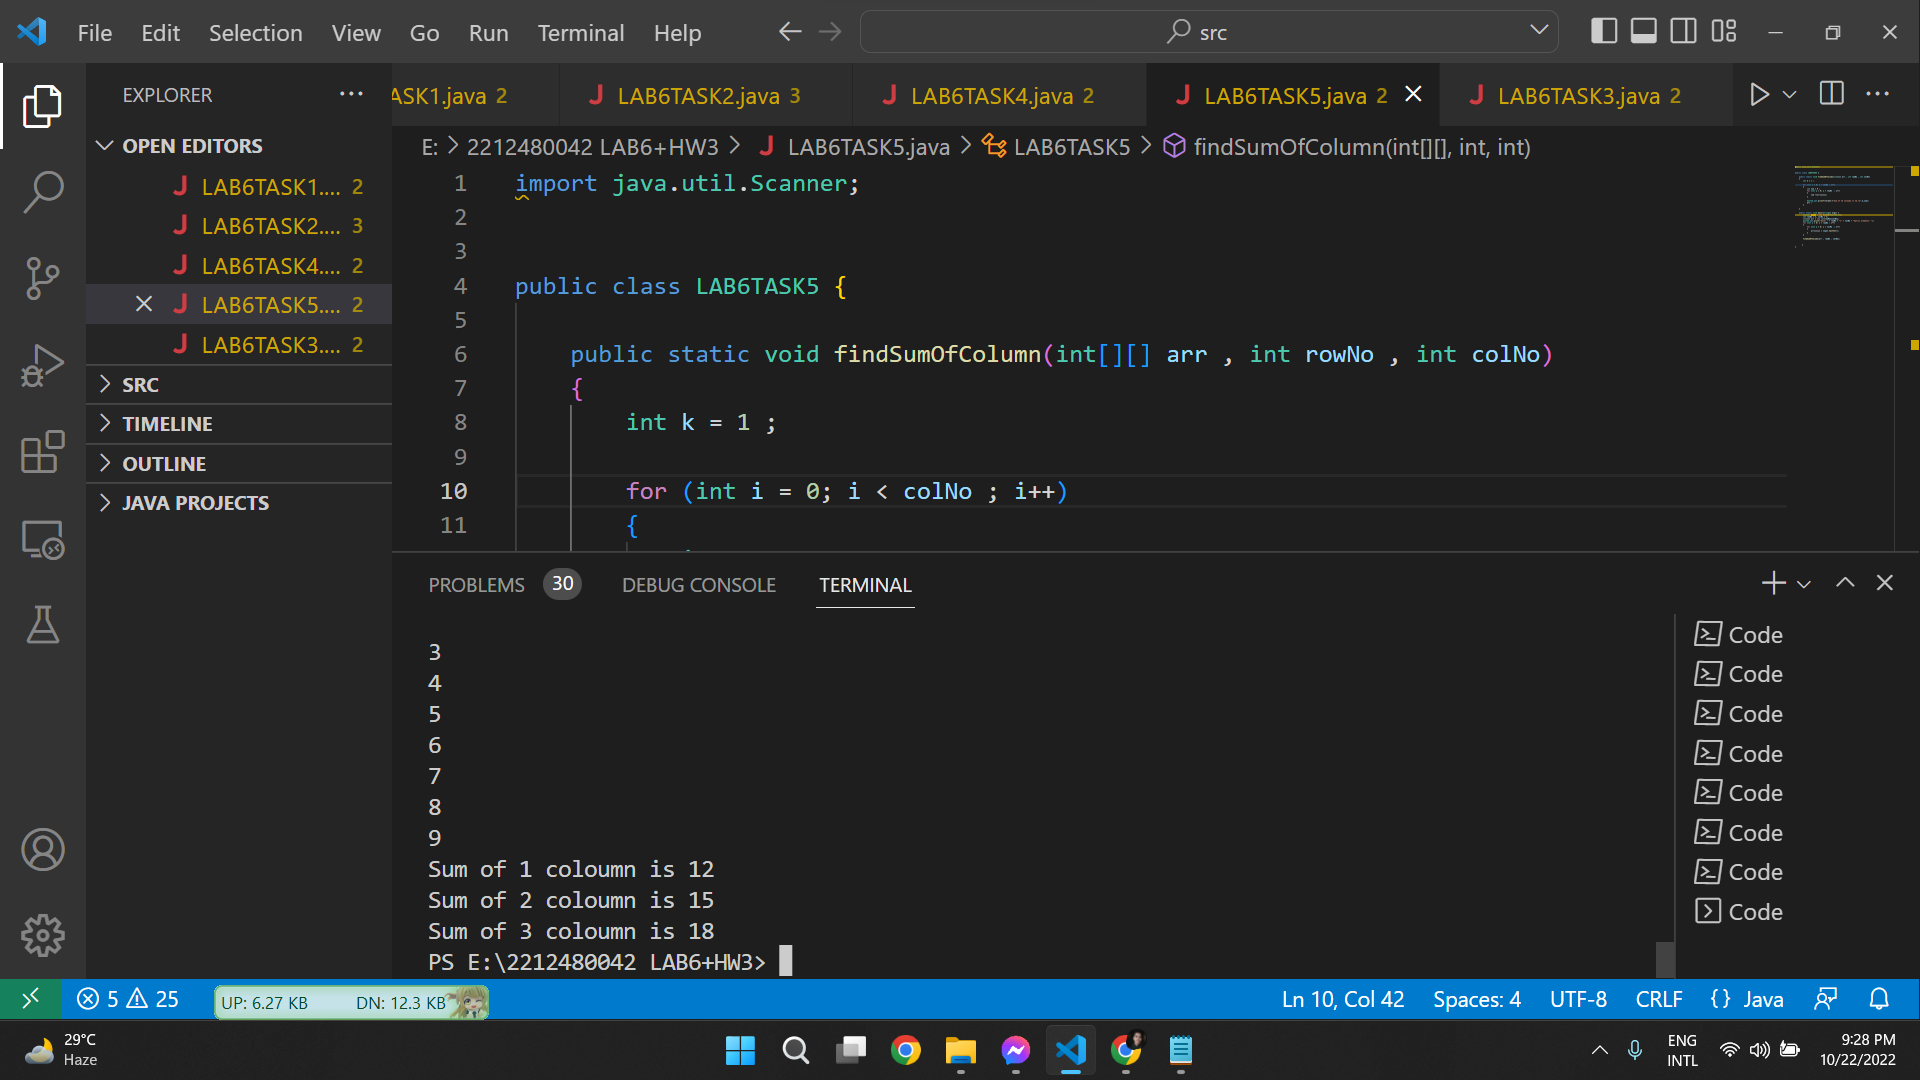 File Edit Selection View Go Run Terminal Help
src
EXPLORER
ASK1.java 2
LAB6TASK2.java 3
LAB6TASK4.java 2
LAB6TASK5.java 2
LAB6TASK3.java 2
OPEN EDITORS
LAB6TASK1.... 2
LAB6TASK2.... 3
LAB6TASK4.... 2
LAB6TASK5.... 2
LAB6TASK3.... 2
SRC
TIMELINE
OUTLINE
JAVA PROJECTS
E: > 2212480042 LAB6+HW3 > LAB6TASK5.java > LAB6TASK5 > findSumOfColumn(int[][], int, int)
1 import java.util.Scanner;
2
3
4 public class LAB6TASK5 {
5
6 public static void findSumOfColumn(int[][] arr , int rowNo , int colNo)
7 {
8 int k = 1 ;
9
10 for (int i = 0; i < colNo ; i++)
11 {
PROBLEMS 30 DEBUG CONSOLE TERMINAL
3
4
5
6
7
8
9
Sum of 1 coloumn is 12
Sum of 2 coloumn is 15
Sum of 3 coloumn is 18
PS E:\2212480042 LAB6+HW3>
Code
Code
Code
Code
Code
Code
Code
Code
5 25
UP: 6.27 KB DN: 12.3 KB
Ln 10, Col 42 Spaces: 4 UTF-8 CRLF {} Java
29°C
Haze
ENG
INTL
9:28 PM
10/22/2022